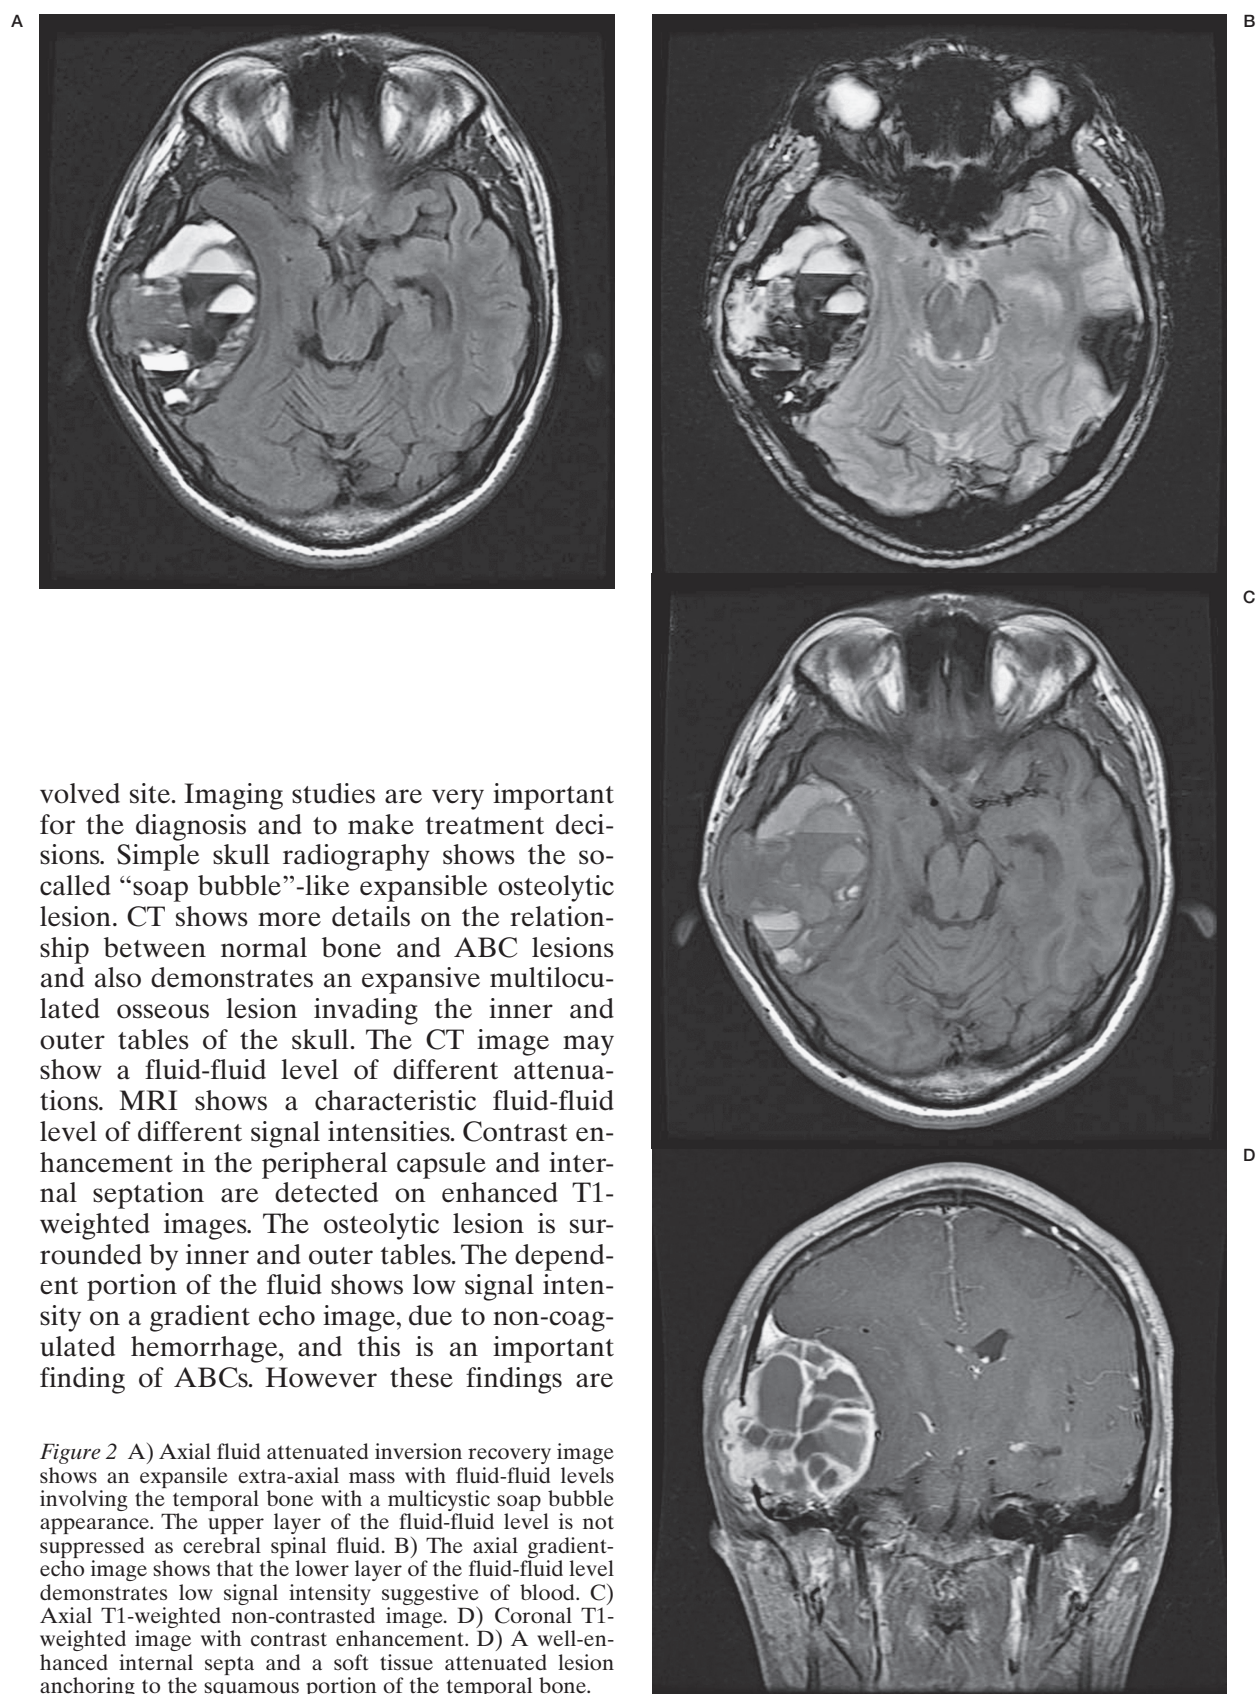 A
B
C
D
volved site. Imaging studies are very important
for the diagnosis and to make treatment deci-
sions. Simple skull radiography shows the so-
called “soap bubble”-like expansible osteolytic
lesion. CT shows more details on the relation-
ship between normal bone and ABC lesions
and also demonstrates an expansive multilocu-
lated osseous lesion invading the inner and
outer tables of the skull. The CT image may
show a fluid-fluid level of different attenua-
tions. MRI shows a characteristic fluid-fluid
level of different signal intensities. Contrast en-
hancement in the peripheral capsule and inter-
nal septation are detected on enhanced T1-
weighted images. The osteolytic lesion is sur-
rounded by inner and outer tables. The depend-
ent portion of the fluid shows low signal inten-
sity on a gradient echo image, due to non-coag-
ulated hemorrhage, and this is an important
finding of ABCs. However these findings are
Figure 2 A) Axial fluid attenuated inversion recovery image
shows an expansile extra-axial mass with fluid-fluid levels
involving the temporal bone with a multicystic soap bubble
appearance. The upper layer of the fluid-fluid level is not
suppressed as cerebral spinal fluid. B) The axial gradient-
echo image shows that the lower layer of the fluid-fluid level
demonstrates low signal intensity suggestive of blood. C)
Axial T1-weighted non-contrasted image. D) Coronal T1-
weighted image with contrast enhancement. D) A well-en-
hanced internal septa and a soft tissue attenuated lesion
anchoring to the squamous portion of the temporal bone.